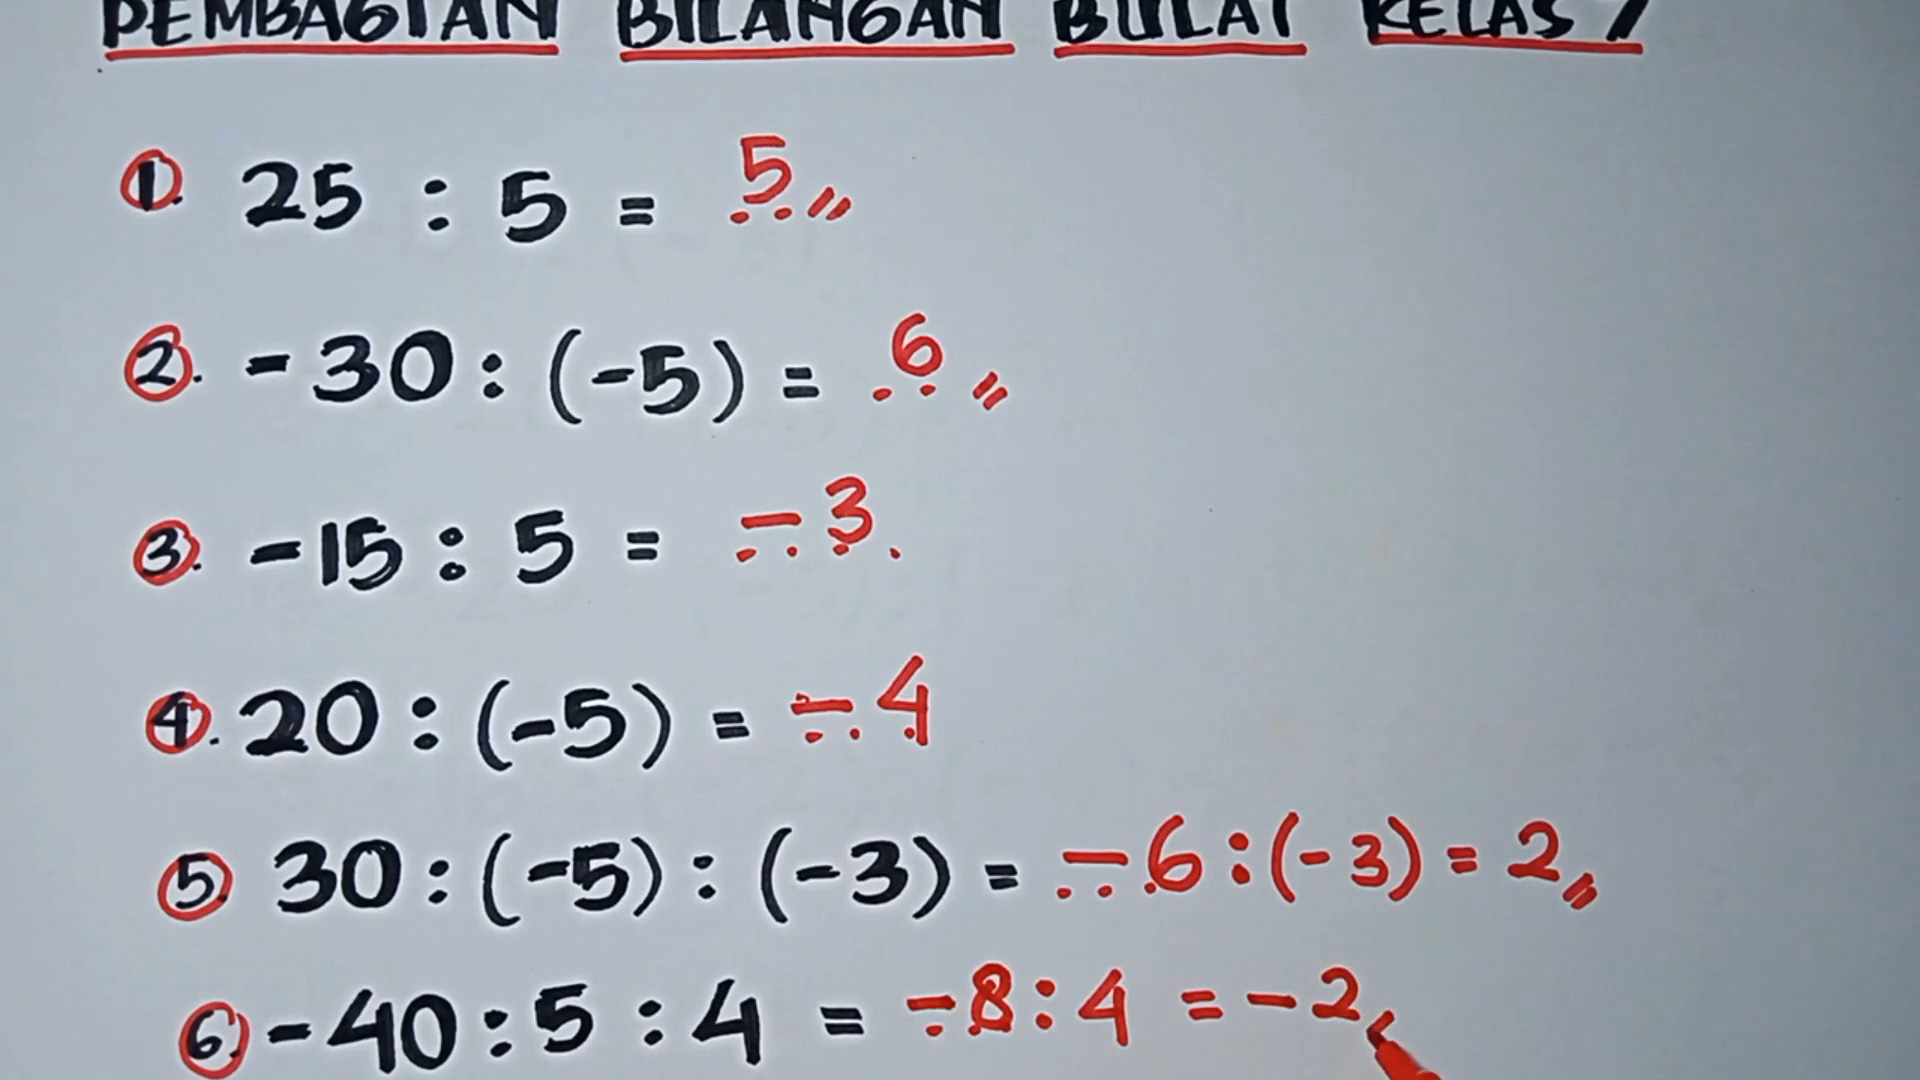 PEMBAGIAN BILANGAN BULAT KELAS 7
1. 25 : 5 = 5
2. -30 : (-5) = 6
3. -15 : 5 = -3
4. 20 : (-5) = -4
5. 30 : (-5) : (-3) = -6 : (-3) = 2
6. -40 : 5 : 4 = -8 : 4 = -2